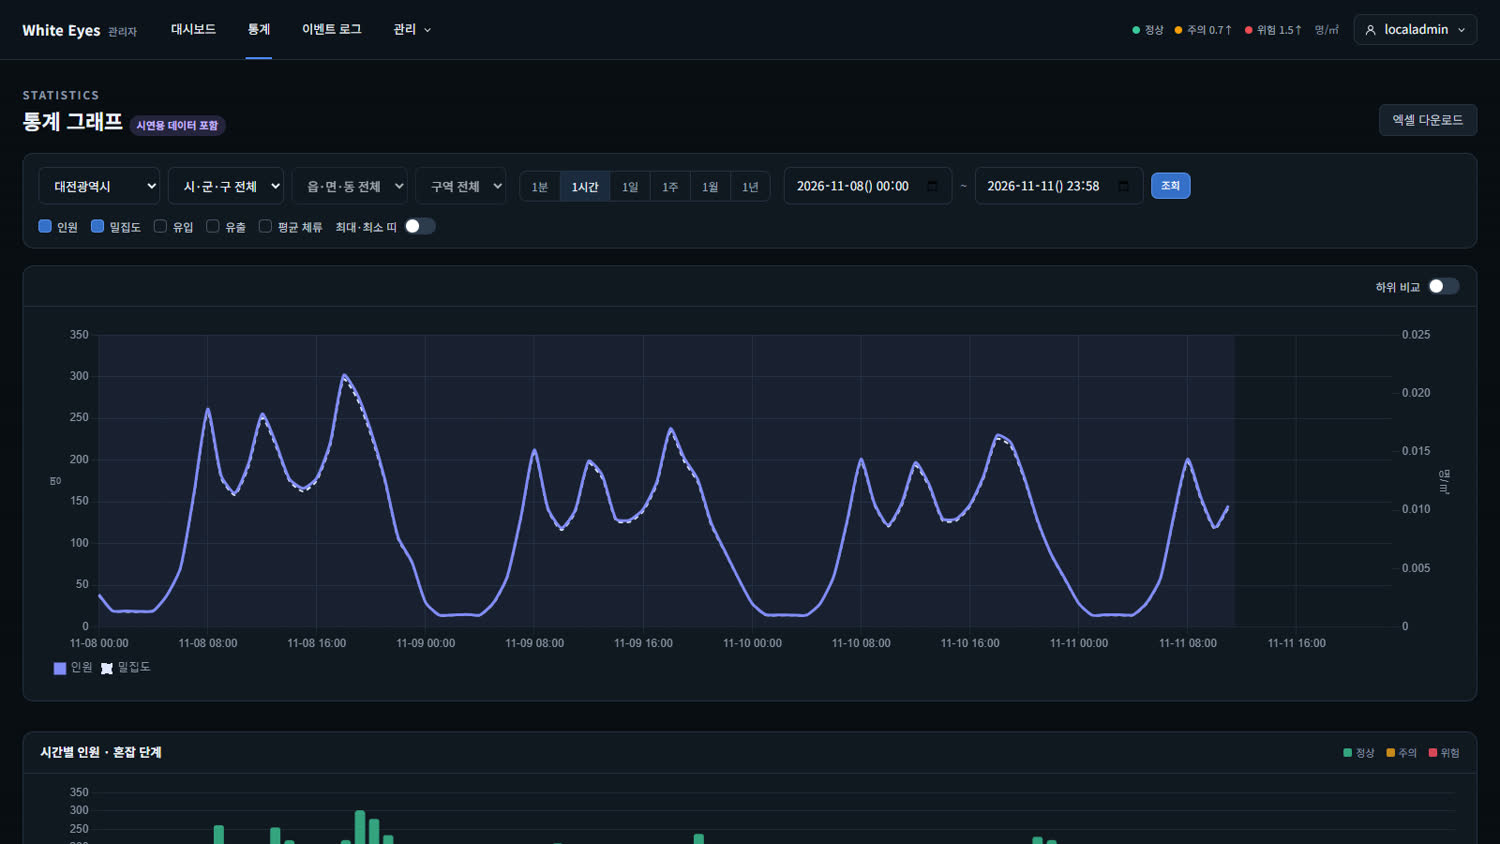 White Eyes 관리자 대시보드 통계 이벤트 로그 관리 정상 주의 0.7↑ 위험 1.5↑ 명/㎡ localadmin
STATISTICS
통계 그래프 시연용 데이터 포함 엑셀 다운로드
대전광역시 시·군·구 전체 읍·면·동 전체 구역 전체 1분 1시간 1일 1주 1월 1년 2026-11-08() 00:00 ~ 2026-11-11() 23:58 조회
인원 밀집도 유입 유출 평균 체류 최대·최소 띠
하위 비교
350 0.025
300 0.020
250
200 0.015
명 명/㎡
150 0.010
100
50 0.005
0 0
11-08 00:00 11-08 08:00 11-08 16:00 11-09 00:00 11-09 08:00 11-09 16:00 11-10 00:00 11-10 08:00 11-10 16:00 11-11 00:00 11-11 08:00 11-11 16:00
인원 밀집도
시간별 인원 · 혼잡 단계 정상 주의 위험
350
300
250
200